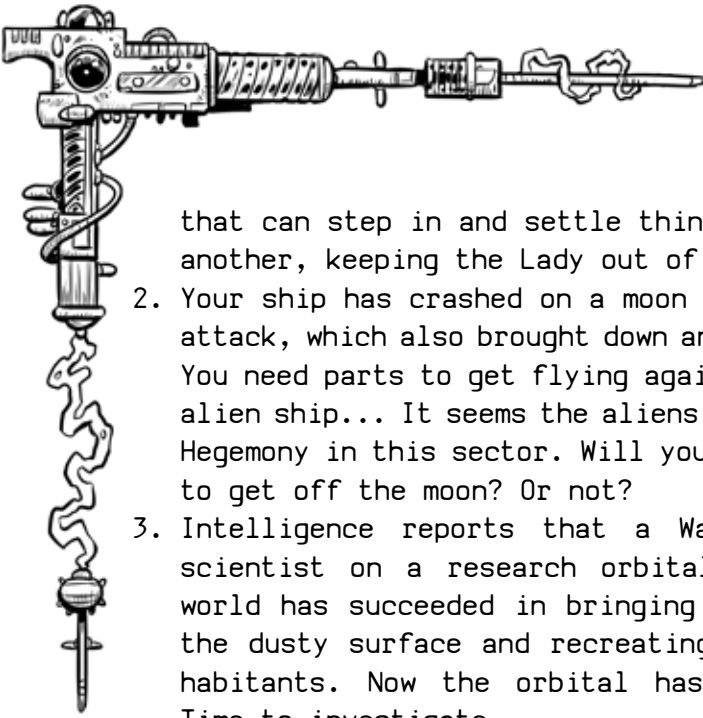 that can step in and settle thin
another, keeping the Lady out of
2. Your ship has crashed on a moon
attack, which also brought down
You need parts to get flying agai
alien ship... It seems the aliens
Hegemony in this sector. Will you
to get off the moon? Or not?
3. Intelligence reports that a Wa
scientist on a research orbital
world has succeeded in bringing
the dusty surface and recreating
habitants. Now the orbital has
Time to investigate